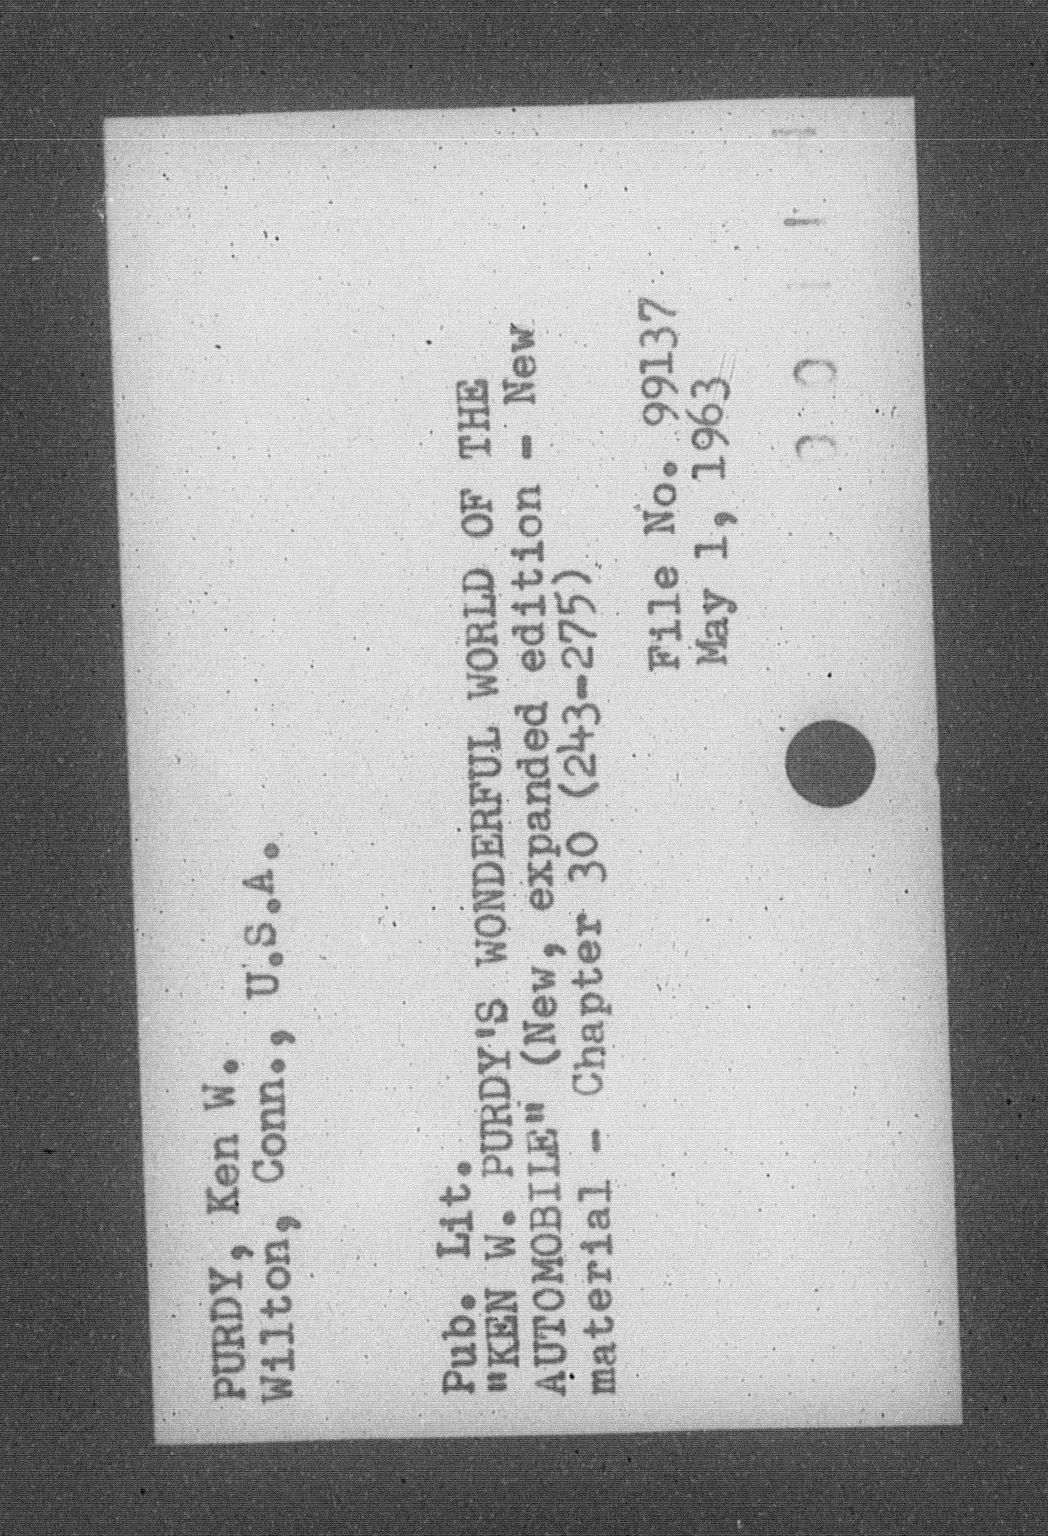 PURDY, Ken W.
Wilton, Conn., U.S.A.
Pub. Lit.
"KEN W. PURDY'S WONDERFUL WORLD OF THE
AUTOMOBILE" (New, expanded edition - New
material - Chapter 30 (243-275)
File No. 99137
May 1, 1963